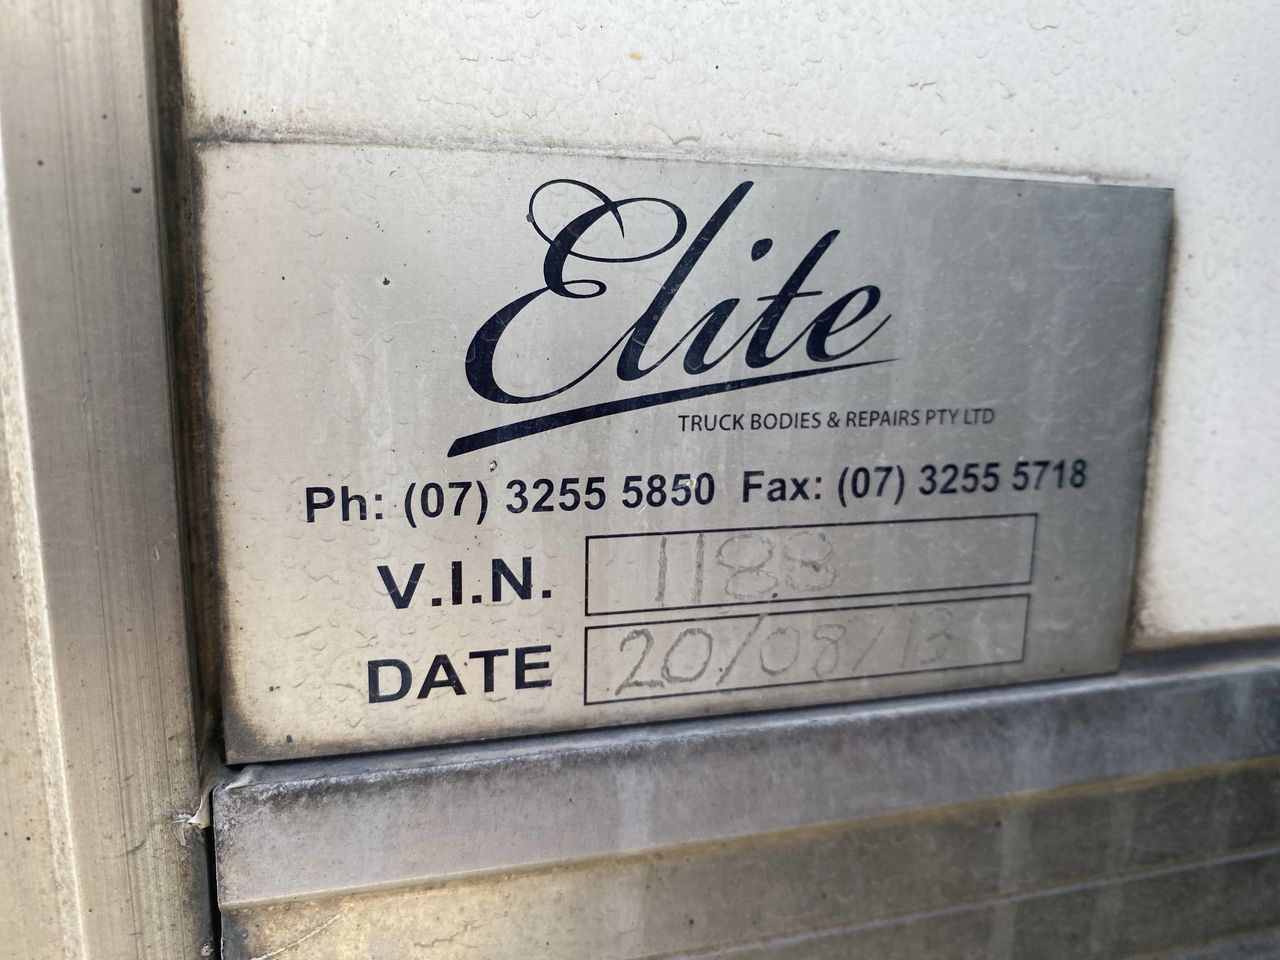 Elite
TRUCK BODIES & REPAIRS PTY LTD
Ph: (07) 3255 5850 Fax: (07) 3255 5718
V.I.N. 1188
DATE 20/08/13